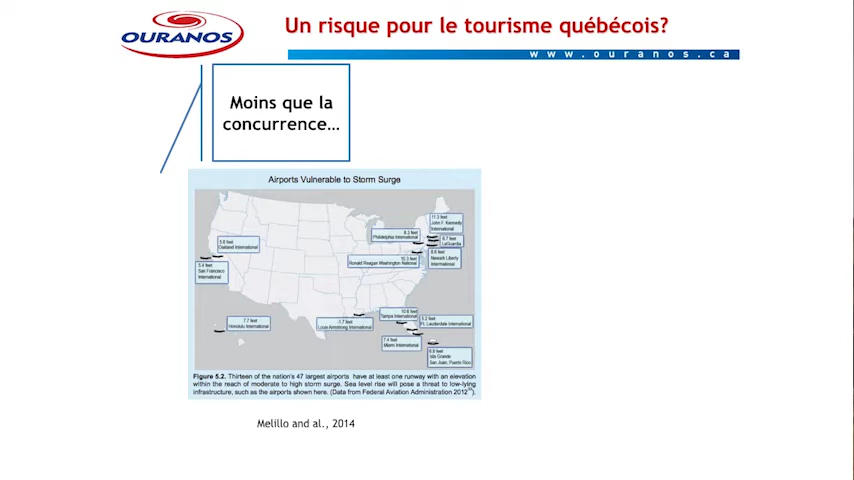 OURANOS
Un risque pour le tourisme québécois?
www.ouranos.ca
Moins que la
concurrence…
Airports Vulnerable to Storm Surge
11.3 feet
John F. Kennedy
International
8.3 feet
Philadelphia International
6.7 feet
LaGuardia
5.6 feet
Oakland International
International
10.3 feet
Ronald Reagan Washington National
Newark Liberty
5.4 feet
San Francisco
International
7.7 feet
Honolulu International
-1.7 feet
Louis Armstrong International
10.6 feet
Tampa International
5.2 feet
Ft. Lauderdale International
7.4 feet
Miami International
Isla Grande
San Juan, Puerto Rico
Figure 5.2. Thirteen of the nation's 47 largest airports have at least one runway with an elevation
within the reach of moderate to high storm surge. Sea level rise will pose a threat to low-lying
infrastructure, such as the airports shown here. (Data from Federal Aviation Administration 2012).
Melillo and al., 2014